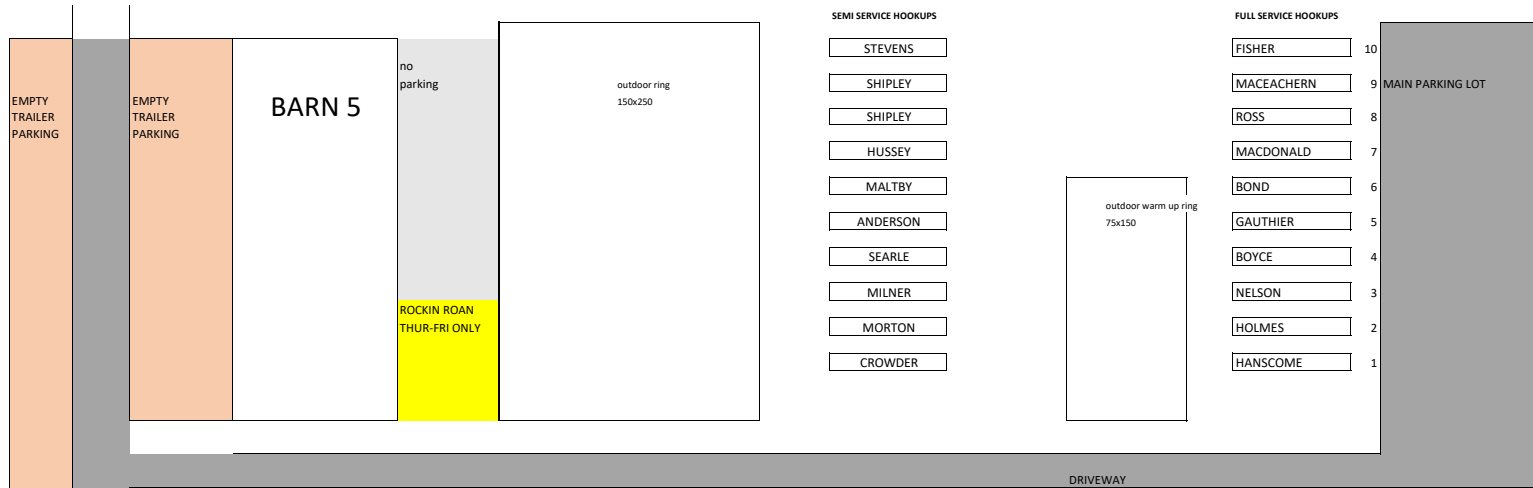 SEMI SERVICE HOOKUPS
FULL SERVICE HOOKUPS
STEVENS
FISHER 10
no
parking
outdoor ring
150x250
SHIPLEY
MACEACHERN 9
MAIN PARKING LOT
EMPTY
TRAILER
PARKING
EMPTY
TRAILER
PARKING
BARN 5
SHIPLEY
ROSS 8
HUSSEY
MACDONALD 7
MALTBY
BOND 6
outdoor warm up ring
75x150
ANDERSON
GAUTHIER 5
SEARLE
BOYCE 4
MILNER
NELSON 3
ROCKIN ROAN
THUR-FRI ONLY
MORTON
HOLMES 2
CROWDER
HANSCOME 1
DRIVEWAY